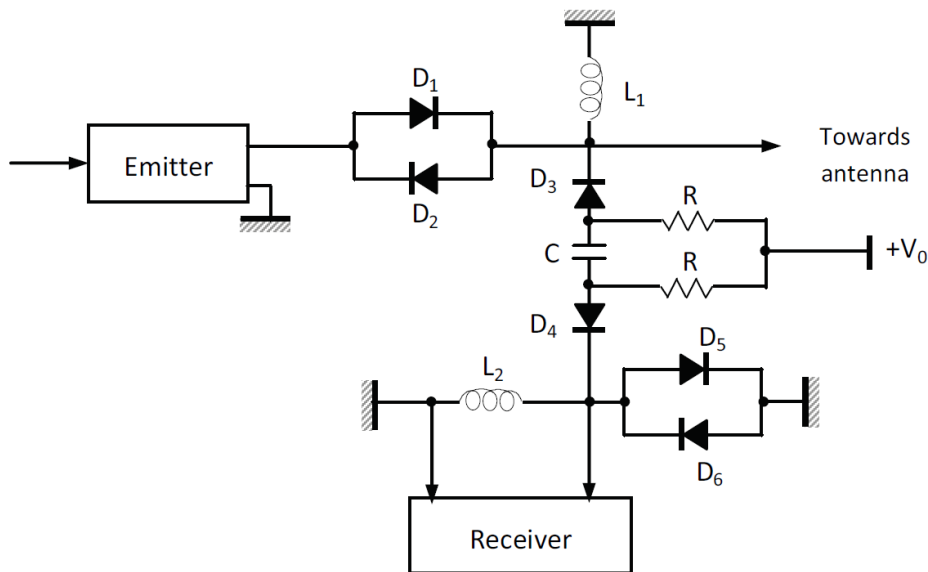 L₁
D₁
Emitter
Towards
antenna
D₃
R
D₂
C
+V₀
R
D₄
D₅
L₂
D₆
Receiver